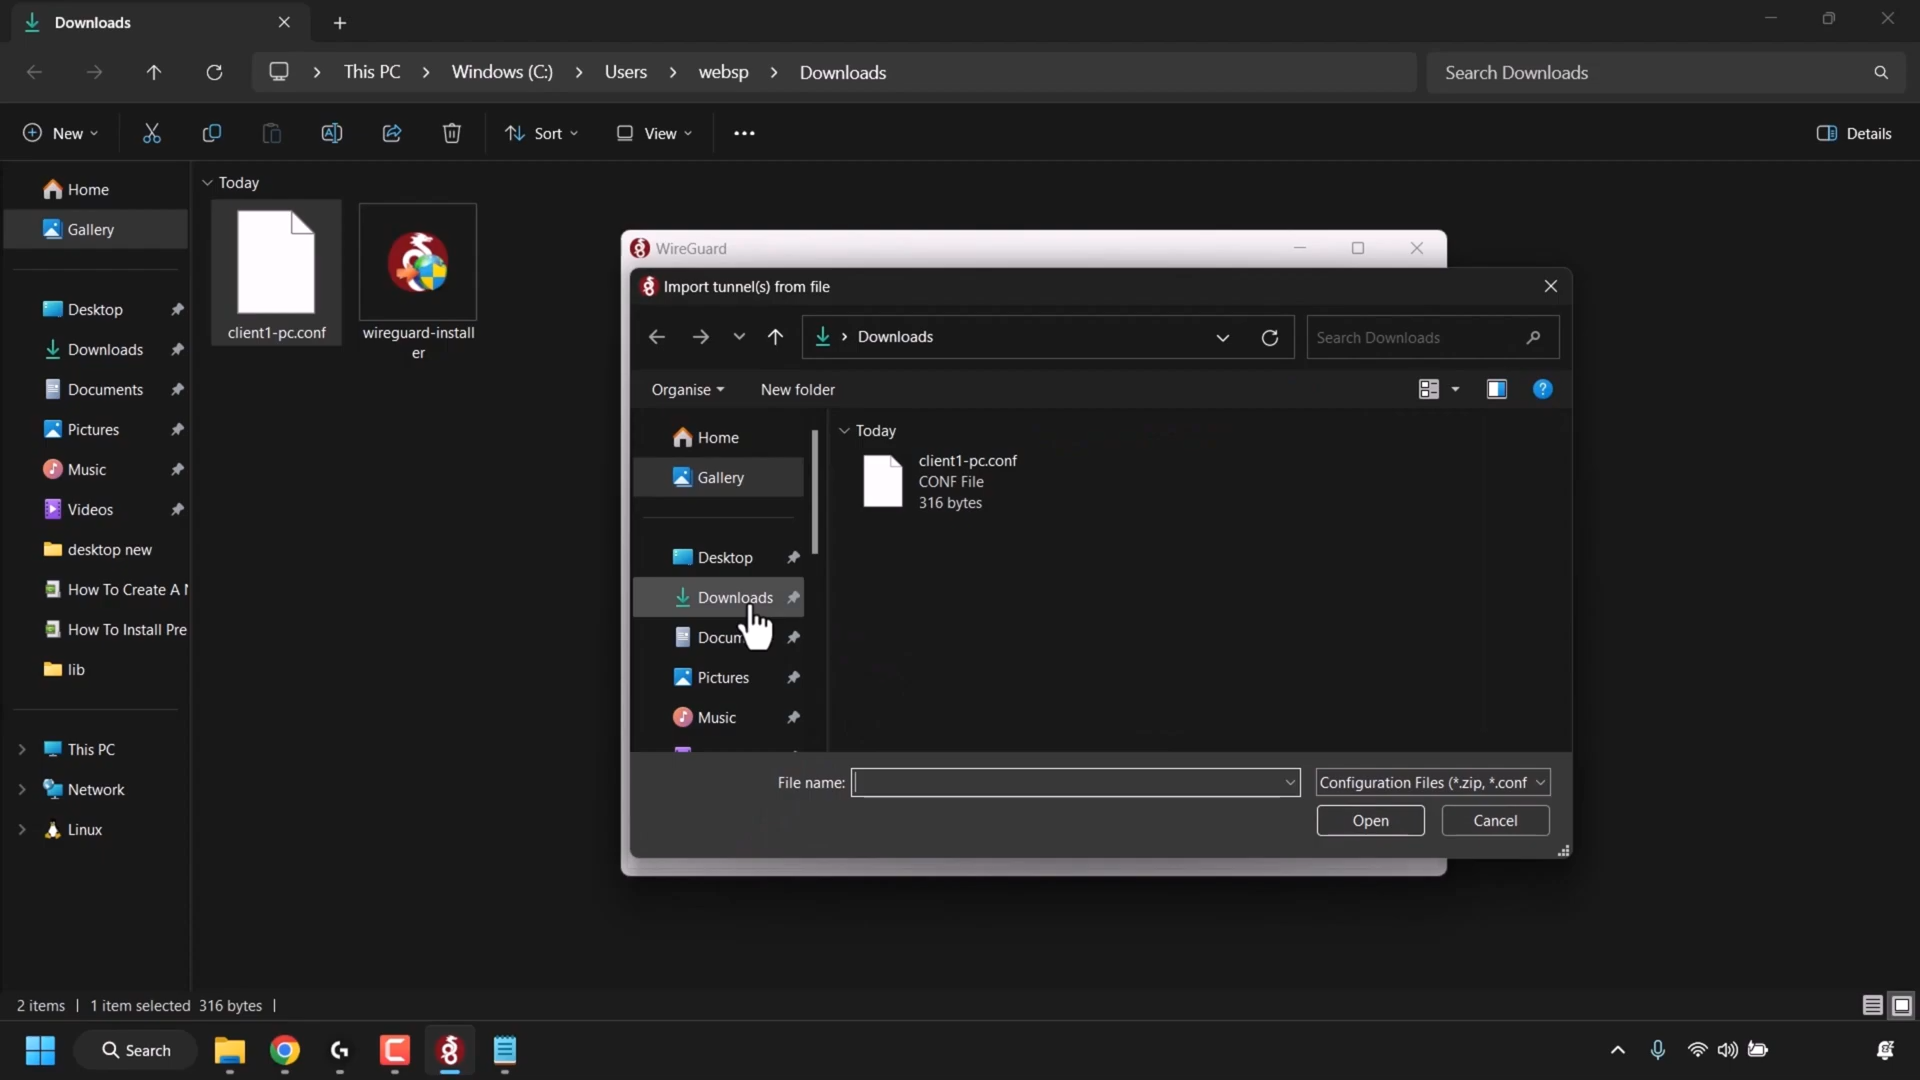 Downloads
This PC
Windows (C:)
Users
websp
Downloads
Search Downloads
New
Sort
View
Details
Home
Gallery
Desktop
Downloads
Documents
Pictures
Music
Videos
desktop new
How To Create A
How To Install Pre
lib
This PC
Network
Linux
Today
client1-pc.conf
wireguard-install
er
WireGuard
Import tunnel(s) from file
Downloads
Search Downloads
Organise
New folder
Home
Gallery
Desktop
Downloads
Docum
Pictures
Music
Today
client1-pc.conf
CONF File
316 bytes
File name:
Configuration Files (*.zip, *.conf
Open
Cancel
2 items
1 item selected 316 bytes
Search